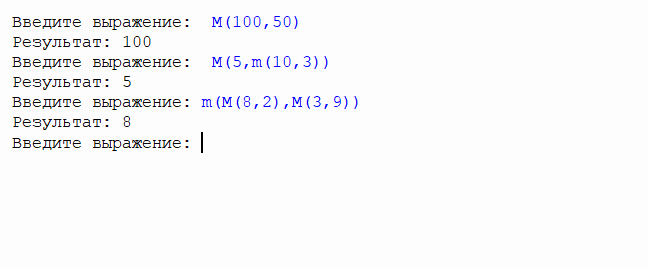 Введите выражение:  M(100,50)
Результат: 100
Введите выражение:  M(5,m(10,3))
Результат: 5
Введите выражение: m(M(8,2),M(3,9))
Результат: 8
Введите выражение: